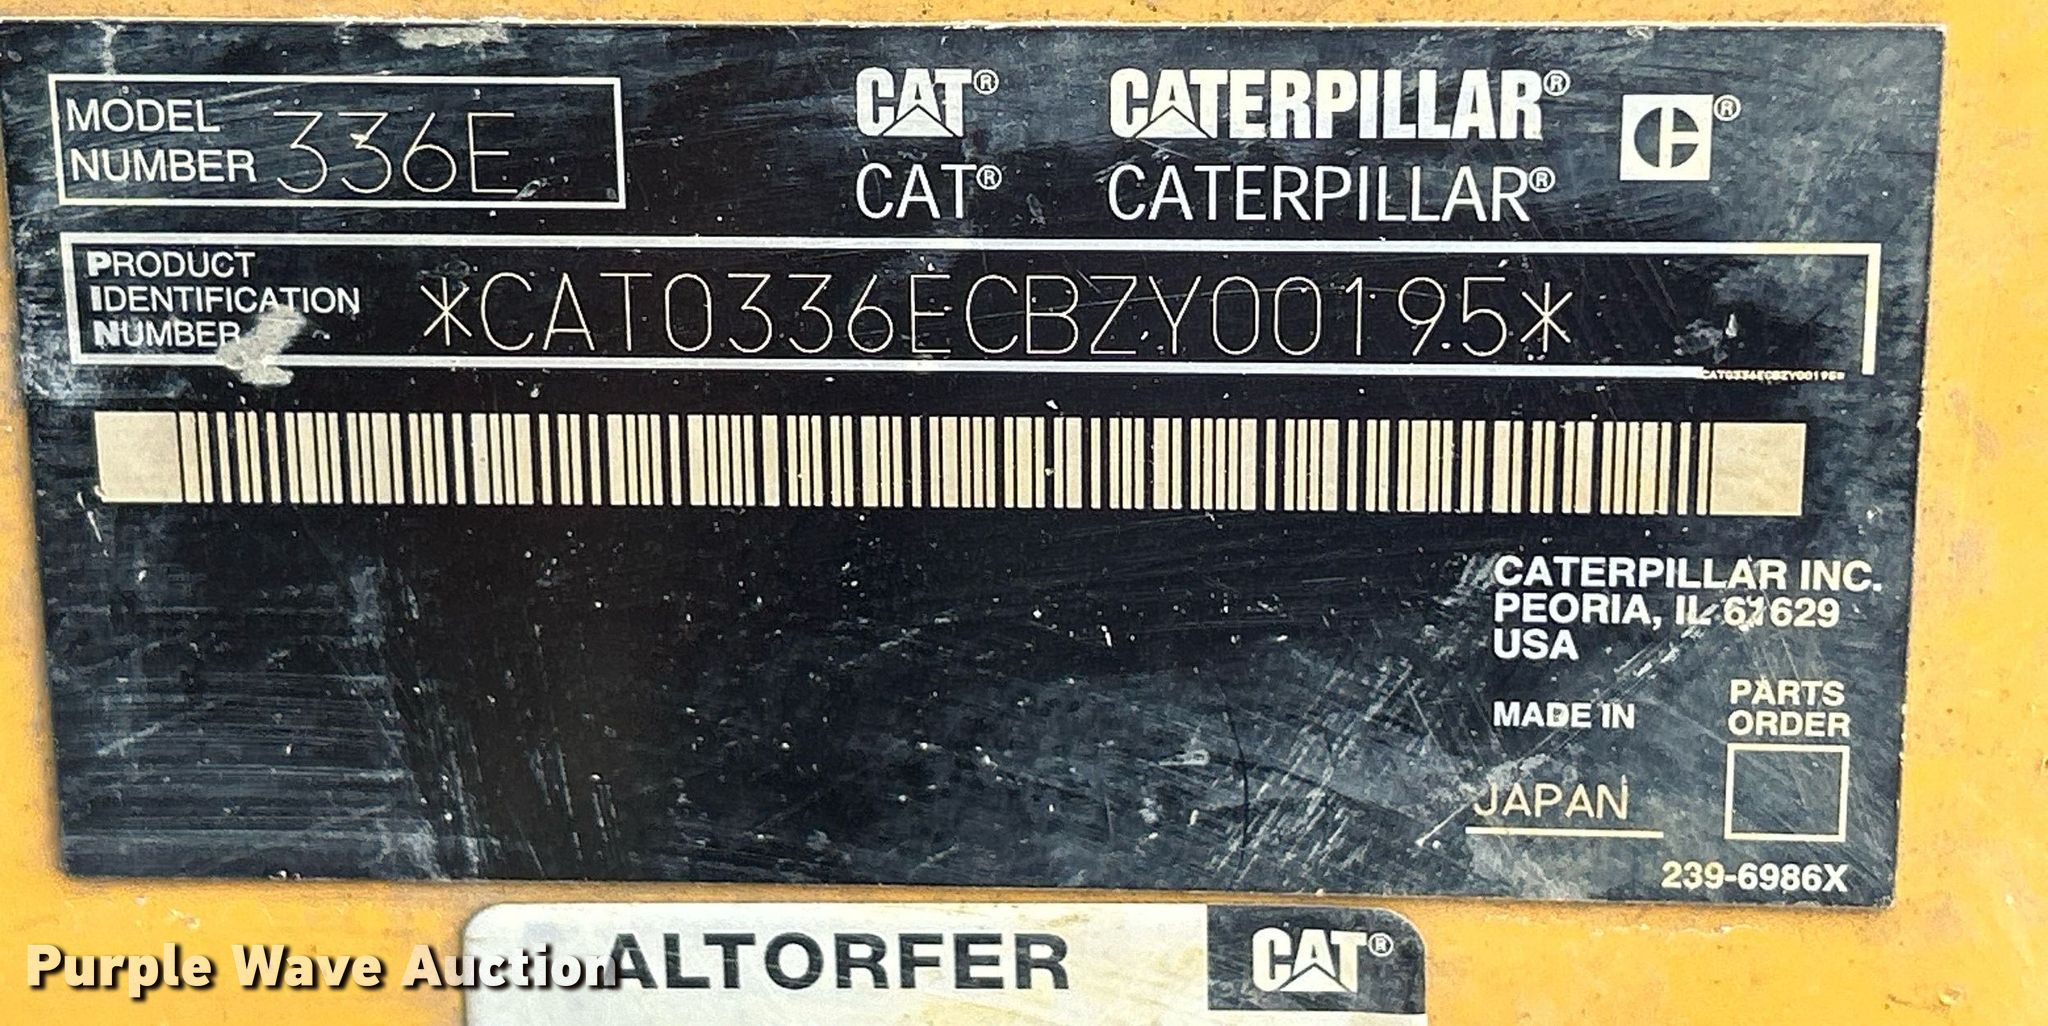 MODEL
NUMBER 336E
CAT® CATERPILLAR® ®
CAT® CATERPILLAR®
PRODUCT
IDENTIFICATION
NUMBER *CAT0336ECBZY00195*
CAT0336ECBZY00195*
CATERPILLAR INC.
PEORIA, IL 61629
USA
MADE IN
JAPAN
PARTS
ORDER
239-6986X
ALTORFER CAT®
Purple Wave Auction